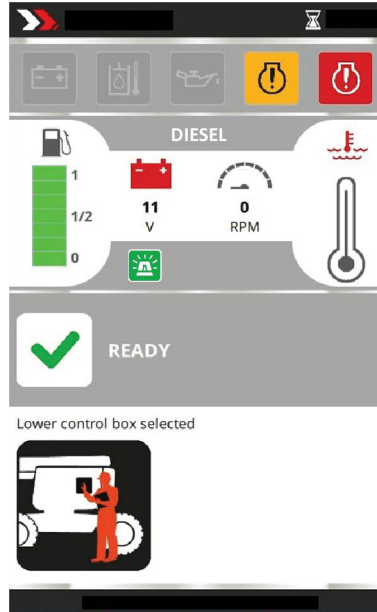 DIESEL
1
1/2
0
11
V
0
RPM
READY
Lower control box selected